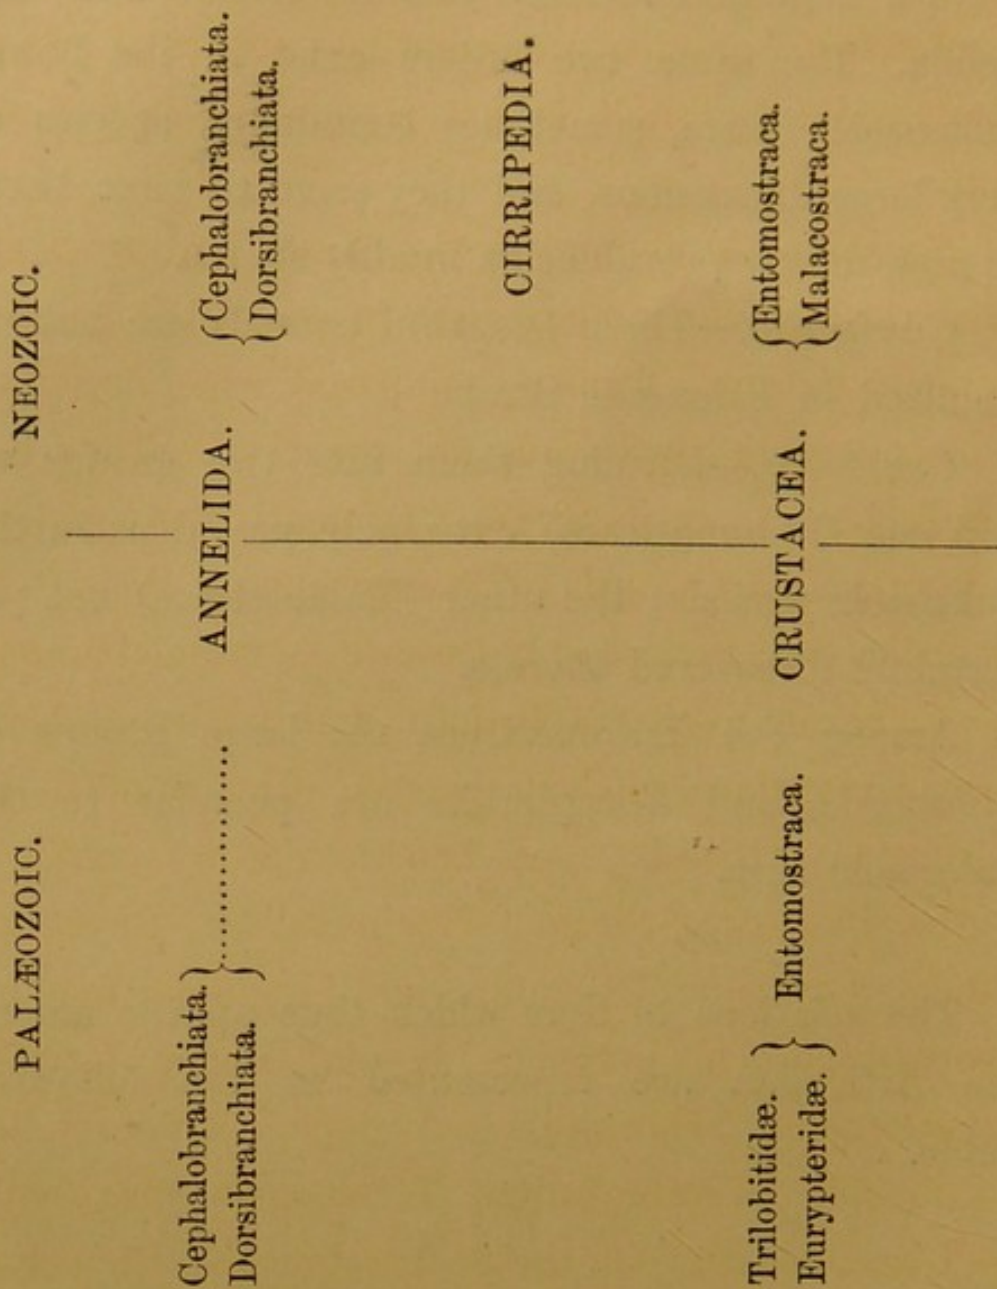 PALÆOZOIC. NEOZOIC.
Cephalobranchiata. } .................. ANNELIDA. { Cephalobranchiata.
Dorsibranchiata. } { Dorsibranchiata.
CIRRIPEDIA.
Trilobitidæ. } Entomostraca. CRUSTACEA. { Entomostraca.
Eurypteridæ. } { Malacostraca.